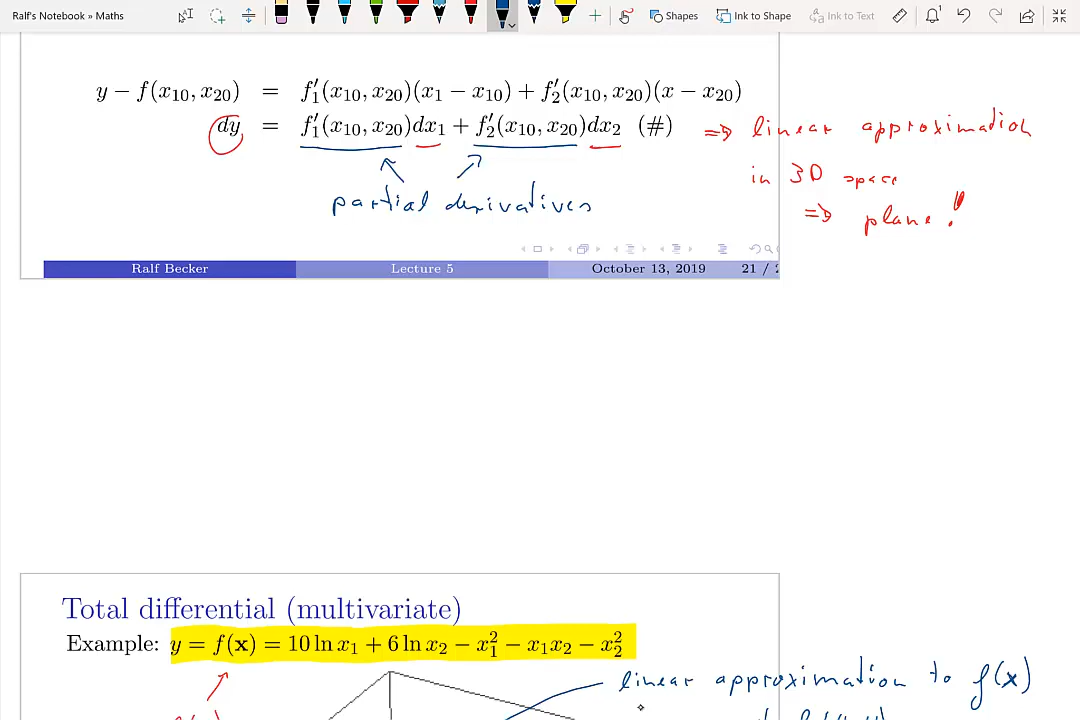 Ralf's Notebook » Maths
Shapes
Ink to Shape
Ink to Text
y − f(x₁₀, x₂₀) = f′₁(x₁₀, x₂₀)(x₁ − x₁₀) + f′₂(x₁₀, x₂₀)(x − x₂₀)
dy = f′₁(x₁₀, x₂₀)dx₁ + f′₂(x₁₀, x₂₀)dx₂ (#)
⇒ linear approximation
in 3D space
⇒ plane!
partial derivatives
Ralf Becker Lecture 5 October 13, 2019 21 / 2
Total differential (multivariate)
Example: y = f(𝐱) = 10 ln x₁ + 6 ln x₂ − x₁² − x₁x₂ − x₂²
linear approximation to f(x)